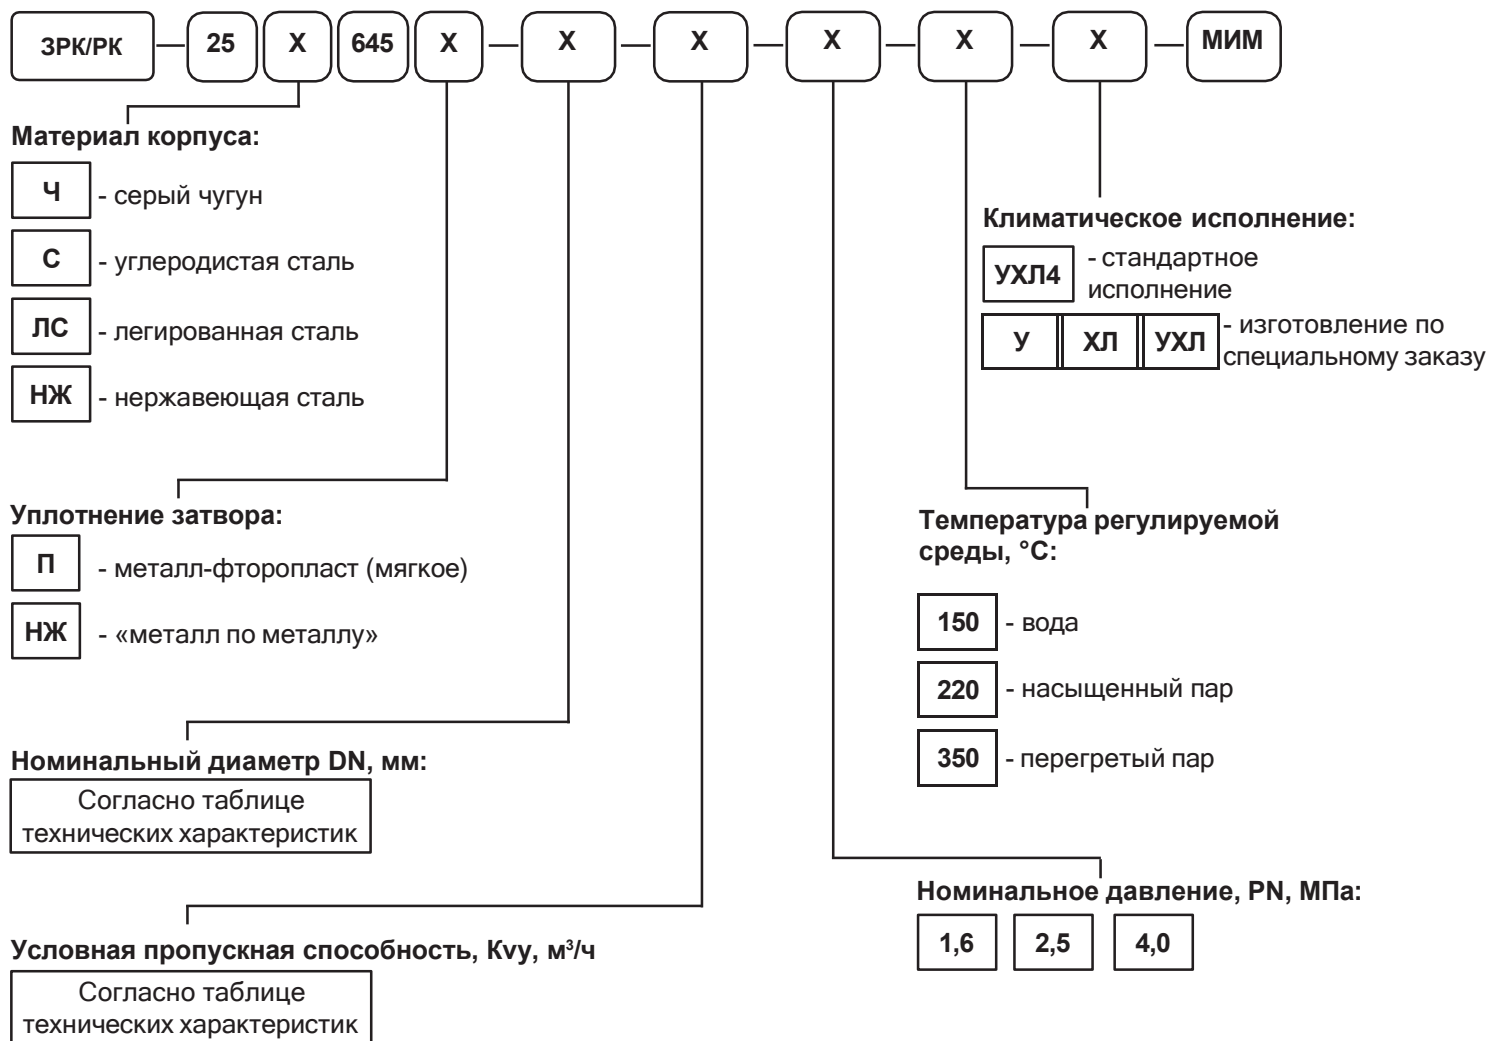 ЗРК/РК — 25 Х 645 Х — Х — Х — Х — Х — Х — МИМ
Материал корпуса:
Ч - серый чугун
С - углеродистая сталь
ЛС - легированная сталь
НЖ - нержавеющая сталь
Уплотнение затвора:
П - металл-фторопласт (мягкое)
НЖ - «металл по металлу»
Номинальный диаметр DN, мм:
Согласно таблице
технических характеристик
Условная пропускная способность, Kvy, м³/ч
Согласно таблице
технических характеристик
Климатическое исполнение:
УХЛ4 - стандартное
исполнение
У ХЛ УХЛ - изготовление по
специальному заказу
Температура регулируемой
среды, °С:
150 - вода
220 - насыщенный пар
350 - перегретый пар
Номинальное давление, PN, МПа:
1,6 2,5 4,0